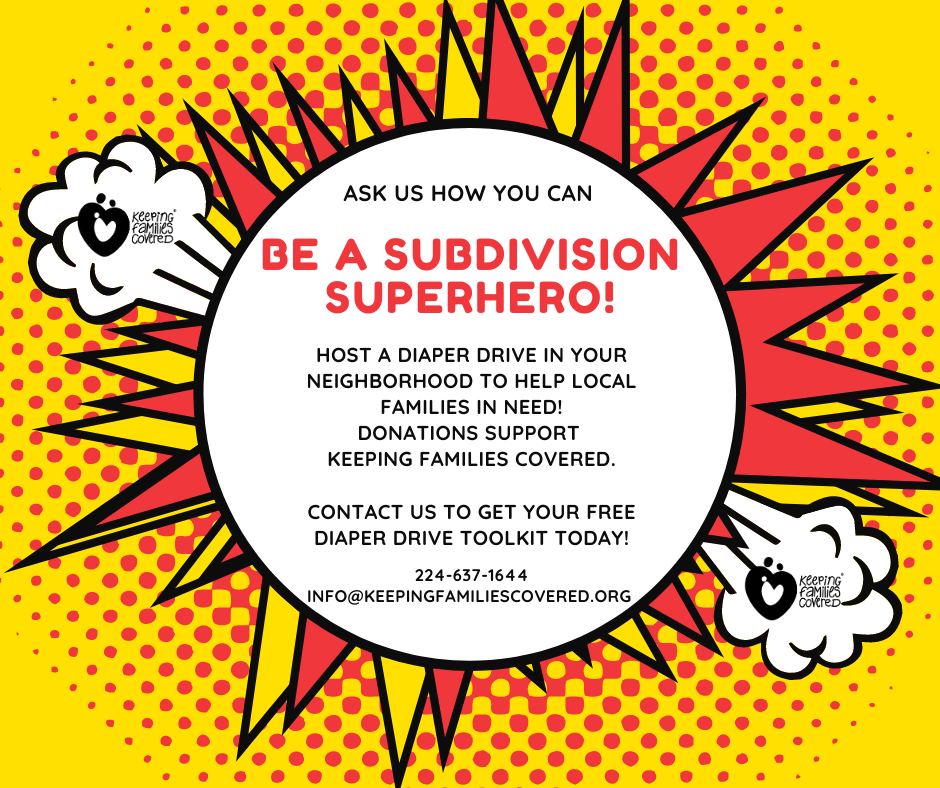 ASK US HOW YOU CAN
BE A SUBDIVISION
SUPERHERO!
HOST A DIAPER DRIVE IN YOUR
NEIGHBORHOOD TO HELP LOCAL
FAMILIES IN NEED!
DONATIONS SUPPORT
KEEPING FAMILIES COVERED.
CONTACT US TO GET YOUR FREE
DIAPER DRIVE TOOLKIT TODAY!
224-637-1644
INFO@KEEPINGFAMILIESCOVERED.ORG
KEEPING®
FAMILIES
COVERED
KEEPING®
FAMILIES
COVERED